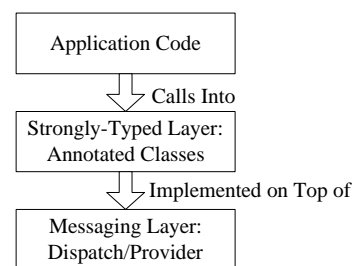 Application Code
Calls Into
Strongly-Typed Layer:
Annotated Classes
Implemented on Top of
Messaging Layer:
Dispatch/Provider